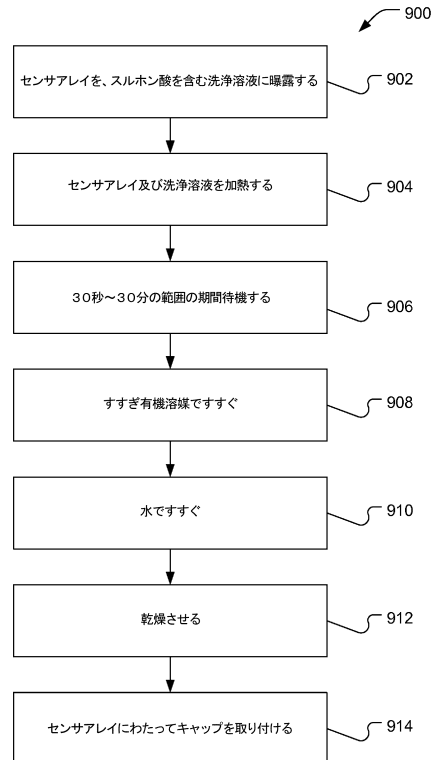 900
センサアレイを、スルホン酸を含む洗浄溶液に曝露する
902
センサアレイ及び洗浄溶液を加熱する
904
30秒~30分の範囲の期間待機する
906
すすぎ有機溶媒ですすぐ
908
水ですすぐ
910
乾燥させる
912
センサアレイにわたってキャップを取り付ける
914